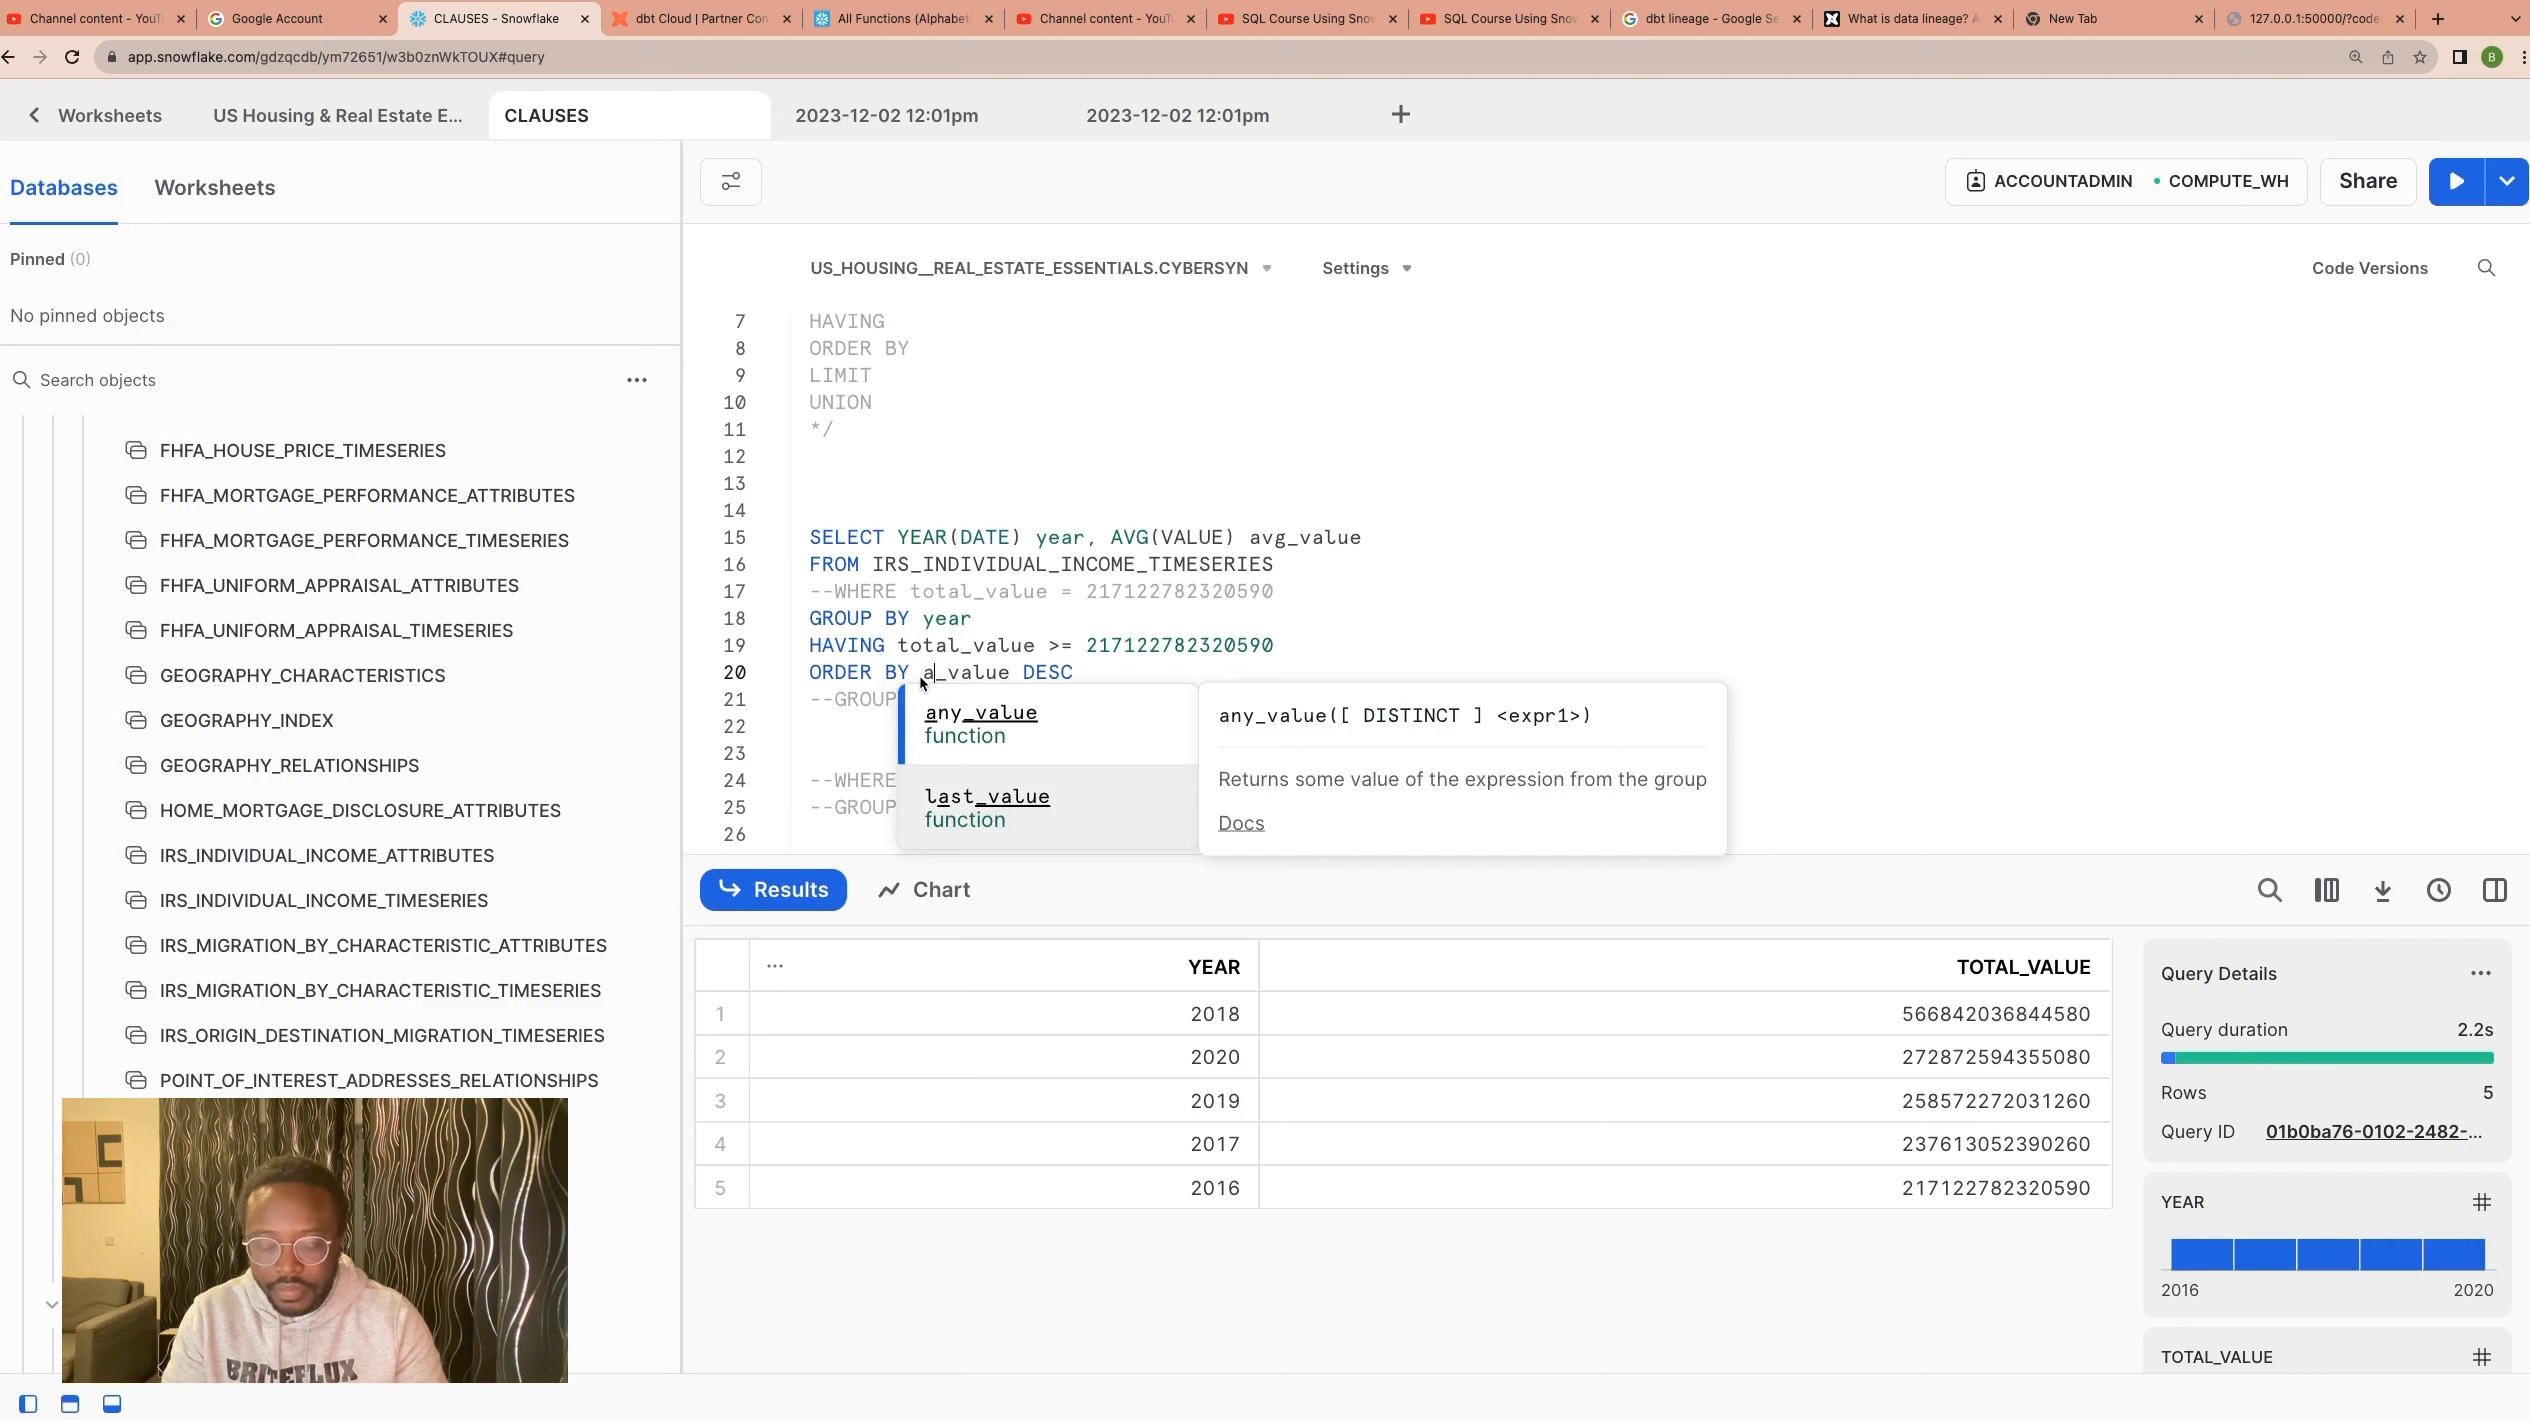 Channel content - YouT
Google Account
CLAUSES - Snowflake
dbt Cloud | Partner Con
All Functions (Alphabet
Channel content - YouT
SQL Course Using Snow
SQL Course Using Snow
dbt lineage - Google Se
What is data lineage? A
New Tab
127.0.0.1:50000/?code
app.snowflake.com/gdzqcdb/ym72651/w3b0znWkTOUX#query
B
Worksheets
US Housing & Real Estate E...
CLAUSES
2023-12-02 12:01pm
2023-12-02 12:01pm
Databases
Worksheets
ACCOUNTADMIN
COMPUTE_WH
Share
Pinned (0)
No pinned objects
Search objects
FHFA_HOUSE_PRICE_TIMESERIES
FHFA_MORTGAGE_PERFORMANCE_ATTRIBUTES
FHFA_MORTGAGE_PERFORMANCE_TIMESERIES
FHFA_UNIFORM_APPRAISAL_ATTRIBUTES
FHFA_UNIFORM_APPRAISAL_TIMESERIES
GEOGRAPHY_CHARACTERISTICS
GEOGRAPHY_INDEX
GEOGRAPHY_RELATIONSHIPS
HOME_MORTGAGE_DISCLOSURE_ATTRIBUTES
IRS_INDIVIDUAL_INCOME_ATTRIBUTES
IRS_INDIVIDUAL_INCOME_TIMESERIES
IRS_MIGRATION_BY_CHARACTERISTIC_ATTRIBUTES
IRS_MIGRATION_BY_CHARACTERISTIC_TIMESERIES
IRS_ORIGIN_DESTINATION_MIGRATION_TIMESERIES
POINT_OF_INTEREST_ADDRESSES_RELATIONSHIPS
BRITEFLUX
US_HOUSING__REAL_ESTATE_ESSENTIALS.CYBERSYN
Settings
Code Versions
7 HAVING
8 ORDER BY
9 LIMIT
10 UNION
11 */
12
13
14
15 SELECT YEAR(DATE) year, AVG(VALUE) avg_value
16 FROM IRS_INDIVIDUAL_INCOME_TIMESERIES
17 --WHERE total_value = 217122782320590
18 GROUP BY year
19 HAVING total_value >= 217122782320590
20 ORDER BY a_value DESC
21 --GROUP
22
23
24 --WHERE
25 --GROUP
26
any_value
function
last_value
function
any_value([ DISTINCT ] <expr1>)
Returns some value of the expression from the group
Docs
Results
Chart
... YEAR TOTAL_VALUE
1 2018 566842036844580
2 2020 272872594355080
3 2019 258572272031260
4 2017 237613052390260
5 2016 217122782320590
Query Details
Query duration 2.2s
Rows 5
Query ID 01b0ba76-0102-2482-...
YEAR
2016 2020
TOTAL_VALUE